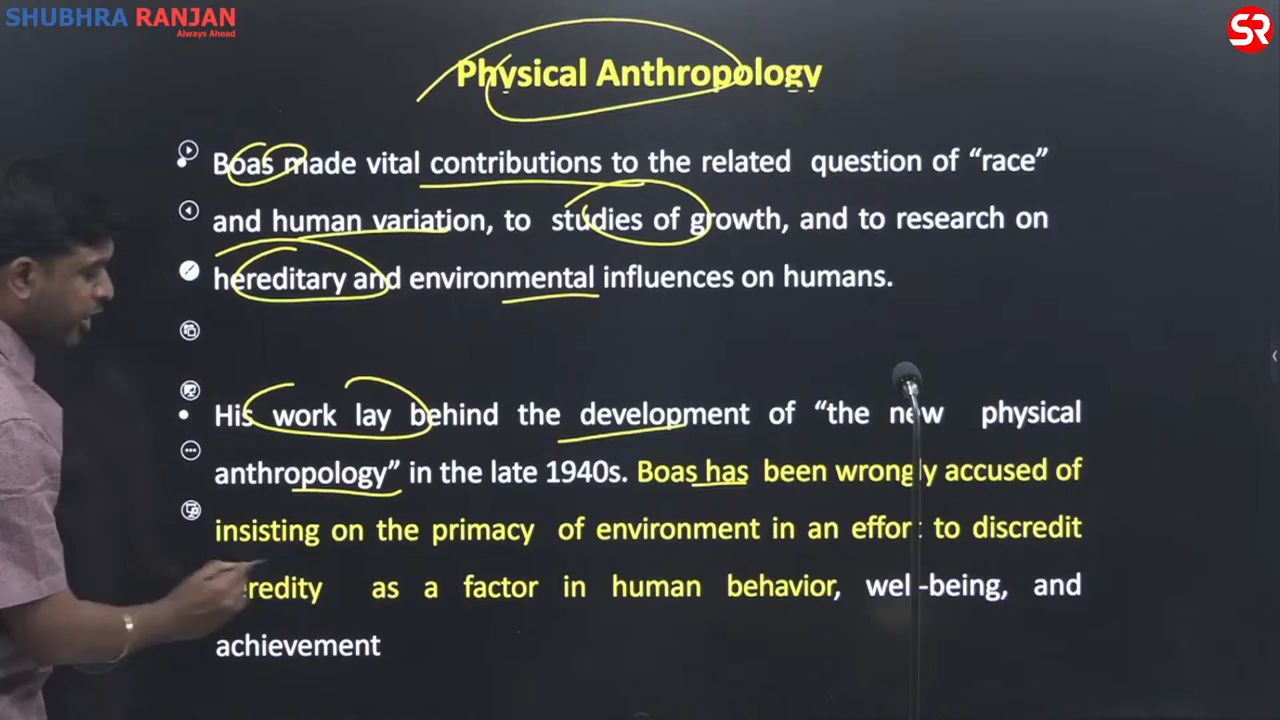 SHUBHRA RANJAN
Always Ahead
SR
Physical Anthropology
• Boas made vital contributions to the related question of “race”
and human variation, to studies of growth, and to research on
hereditary and environmental influences on humans.
• His work lay behind the development of “the new physical
anthropology” in the late 1940s. Boas has been wrongly accused of
insisting on the primacy of environment in an effort to discredit
heredity as a factor in human behavior, well-being, and
achievement